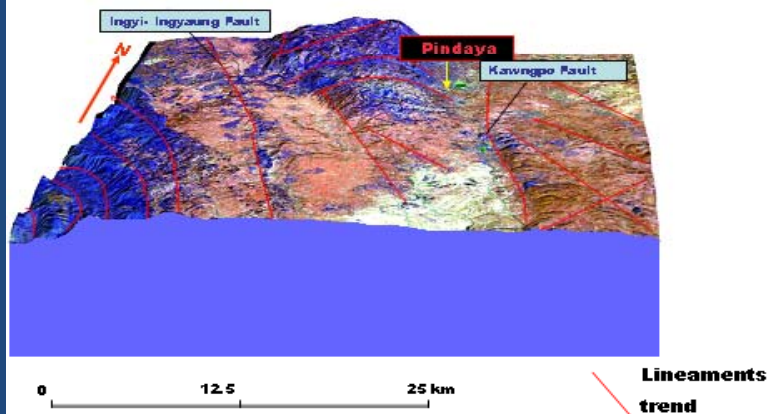 Ingyi- Ingyaung Fault
N
Pindaya
Kawngpo Fault
0 12.5 25 km
Lineaments
trend